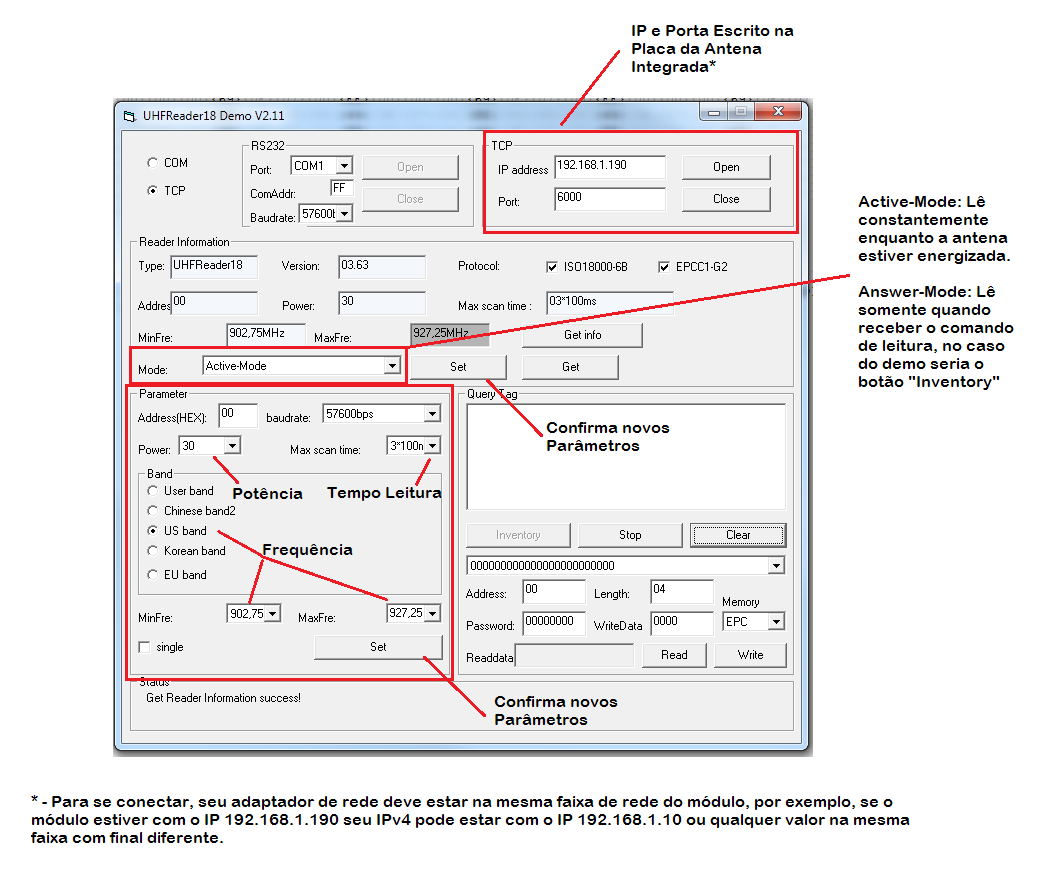 IP e Porta Escrito na
Placa da Antena
Integrada*
UHFReader18 Demo V2.11
COM
TCP
RS232
Port: COM1 Open
ComAddr: FF Close
Baudrate: 57600b
TCP
IP address 192.168.1.190 Open
Port: 6000 Close
Active-Mode: Lê
constantemente
enquanto a antena
estiver energizada.
Answer-Mode: Lê
somente quando
receber o comando
de leitura, no caso
do demo seria o
botão "Inventory"
Reader Information
Type: UHFReader18 Version: 03.63 Protocol: ISO18000-6B EPCC1-G2
Addres 00 Power: 30 Max scan time : 03*100ms
MinFre: 902,75MHz MaxFre: 927,25MHz Get info
Mode: Active-Mode Set Get
Parameter
Address(HEX): 00 baudrate: 57600bps
Power: 30 Max scan time: 3*100m
Potência Tempo Leitura
Band
User band
Chinese band2
US band
Korean band
EU band
Frequência
MinFre: 902,75 MaxFre: 927,25
single Set
Query Tag
Confirma novos
Parâmetros
Inventory Stop Clear
Address: 00 Length: 04 Memory
Password: 00000000 WriteData 0000 EPC
Readdata Read Write
Status
Get Reader Information success!
Confirma novos
Parâmetros
* - Para se conectar, seu adaptador de rede deve estar na mesma faixa de rede do módulo, por exemplo, se o
módulo estiver com o IP 192.168.1.190 seu IPv4 pode estar com o IP 192.168.1.10 ou qualquer valor na mesma
faixa com final diferente.